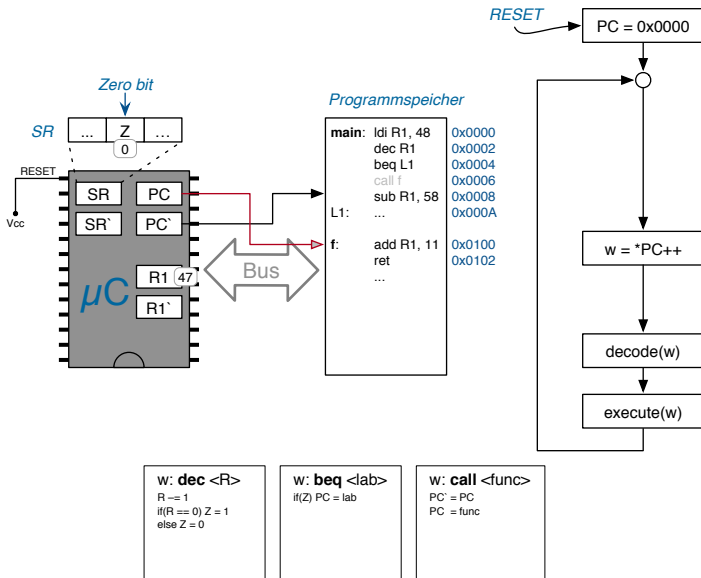 RESET
PC = 0x0000
Zero bit
Programmspeicher
SR
... Z ...
0
main: ldi R1, 48 0x0000
dec R1 0x0002
beq L1 0x0004
call f 0x0006
sub R1, 58 0x0008
L1: ... 0x000A
f: add R1, 11 0x0100
ret 0x0102
...
RESET
Vcc
SR PC
SR` PC`
R1 47
R1`
µC
Bus
w = *PC++
decode(w)
execute(w)
w: dec <R>
R −= 1
if(R == 0) Z = 1
else Z = 0
w: beq <lab>
if(Z) PC = lab
w: call <func>
PC` = PC
PC = func